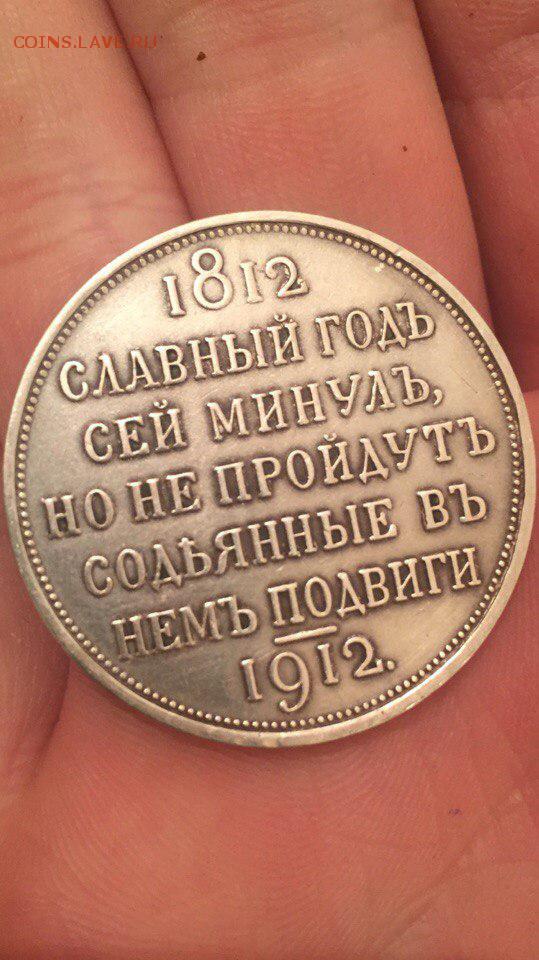 COINS.LAVE.RU
1812
СЛАВНЫЙ ГОДЪ
СЕЙ МИНУЛЪ,
НО НЕ ПРОЙДУТЪ
СОДѢЯННЫЕ ВЪ
НЕМЪ ПОДВИГИ
1912.